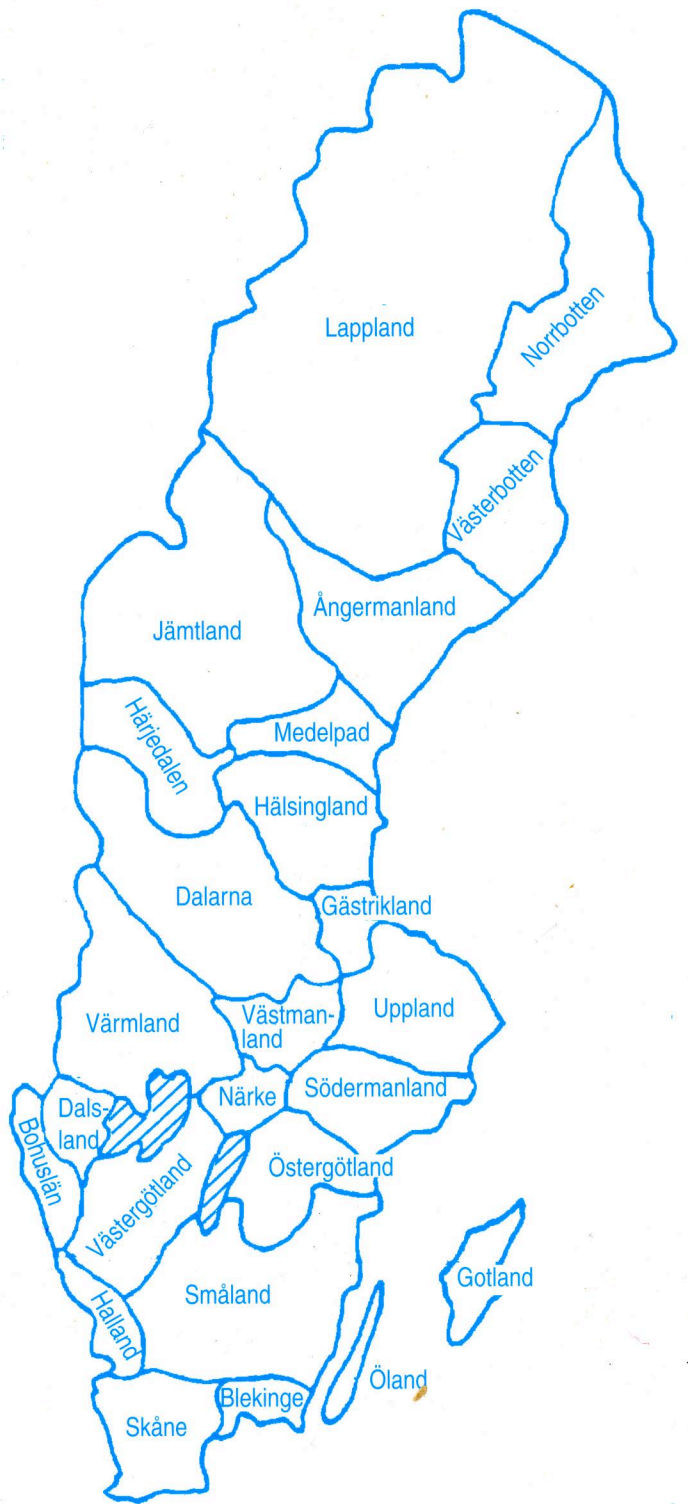 Lappland
Norrbotten
Västerbotten
Ångermanland
Jämtland
Härjedalen
Medelpad
Hälsingland
Dalarna
Gästrikland
Värmland
Västman-
land
Uppland
Dals-
land
Närke
Södermanland
Bohuslän
Västergötland
Östergötland
Gotland
Småland
Halland
Öland
Blekinge
Skåne